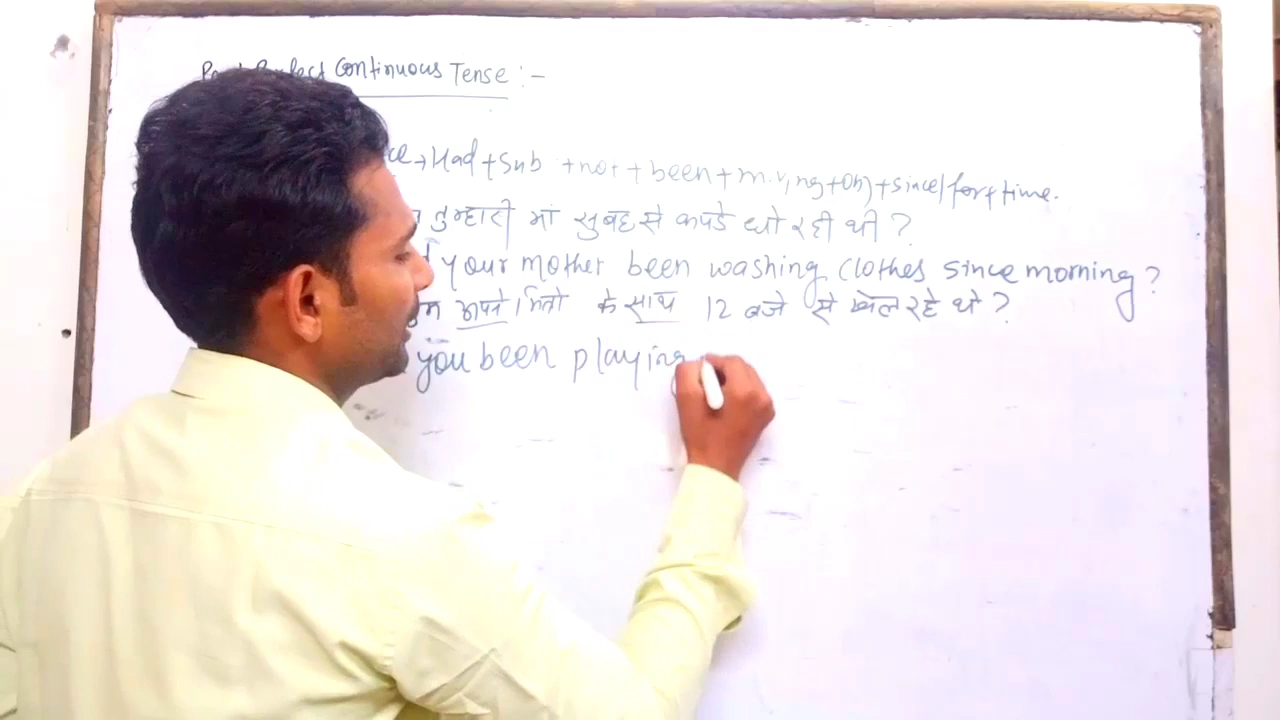 Perfect Continuous Tense :-
+ Had + Sub + not + been + m.v, ng + Obj + since/for + time.
तुम्हारी मां सुबह से कपडे धो रही थी ?
your mother been washing clothes since morning ?
अपने मित्रो के साथ 12 बजे से खेल रहे थे ?
you been playing